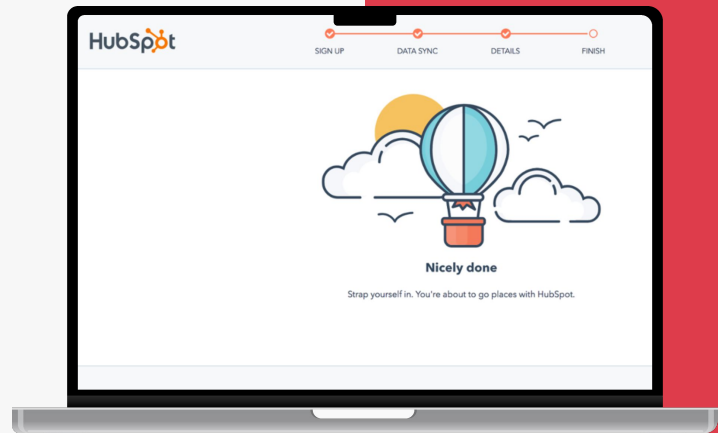 HubSpot
SIGN UP DATA SYNC DETAILS FINISH
Nicely done
Strap yourself in. You're about to go places with HubSpot.